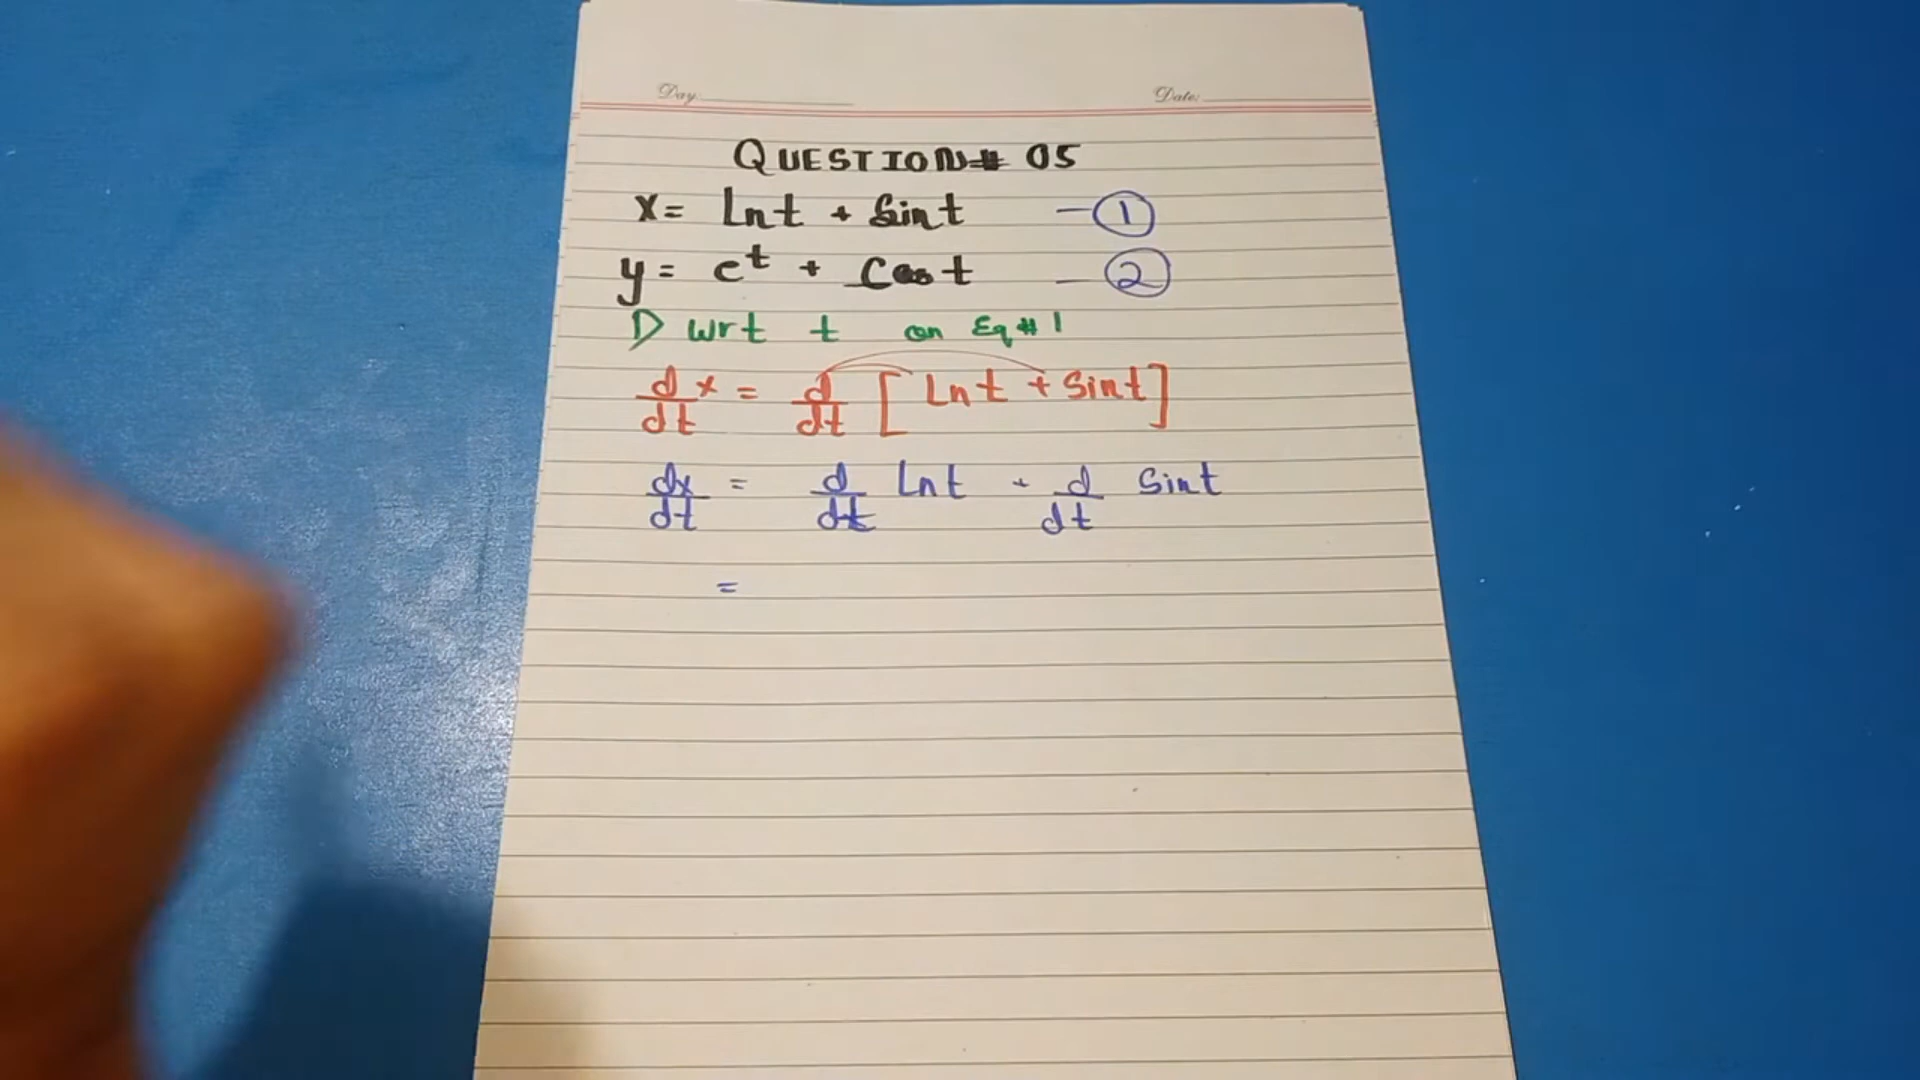 Day:
Date:
QUESTION# 05
x= Lnt + Sint —①
y= e^t + Cost —②
D wrt t on Eq#1
d/dt x = d/dt [Lnt + Sint]
dx/dt = d/dt Lnt + d/dt Sint
=